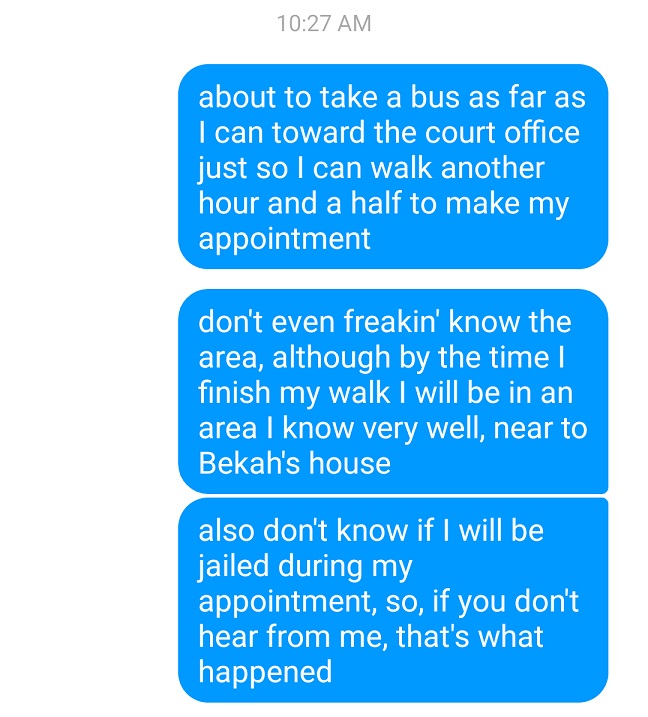 10:27 AM
about to take a bus as far as
I can toward the court office
just so I can walk another
hour and a half to make my
appointment
don't even freakin' know the
area, although by the time I
finish my walk I will be in an
area I know very well, near to
Bekah's house
also don't know if I will be
jailed during my
appointment, so, if you don't
hear from me, that's what
happened